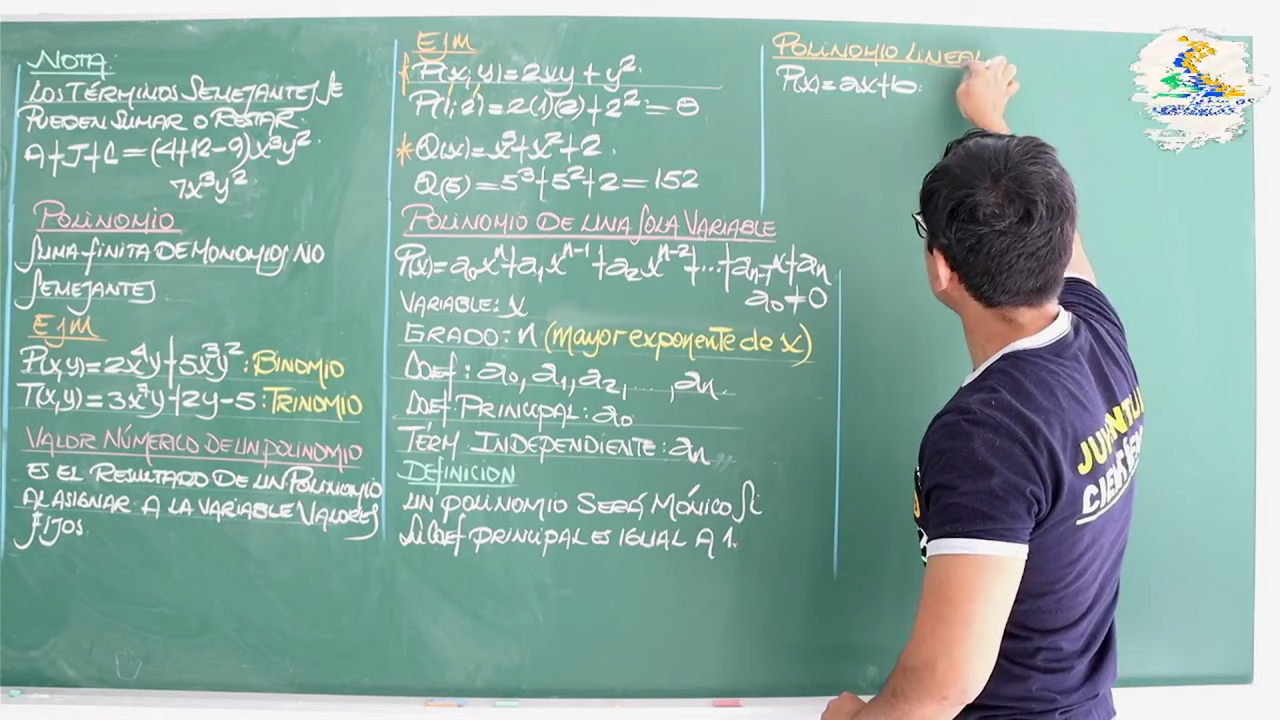 NOTA:
LOS TÉRMINOS SEMEJANTES SE
PUEDEN SUMAR O RESTAR.
A+J+C=(4+12-9)x³y².
7x³y²
POLINOMIO
SUMA FINITA DE MONOMIOS NO
SEMEJANTES
EJM
P(x,y)=2x⁴y+5x³y²: BINOMIO
T(x,y)=3x²y+2y-5: TRINOMIO
VALOR NÚMERICO DE UN POLINOMIO
ES EL RESULTADO DE UN POLINOMIO
AL ASIGNAR A LA VARIABLE VALORES
FIJOS.
EJM
* P(x; y)=2xy+y².
P(1; 2)=2(1)(2)+2²=8
* Q(x)=x³+x²+2.
Q(5)=5³+5²+2=152
POLINOMIO DE UNA SOLA VARIABLE
P(x)=a₀xⁿ+a₁xⁿ⁻¹+a₂xⁿ⁻²+...+aₙ₋₁x+aₙ
a₀≠0
VARIABLE: x
GRADO: n (mayor exponente de x)
COEF: a₀, a₁, a₂, ..., aₙ.
COEF. PRINCIPAL: a₀
TÉRM INDEPENDIENTE: aₙ
DEFINICION
UN POLINOMIO SERÁ MÓNICO SI
SU COEF PRINCIPAL ES IGUAL A 1.
POLINOMIO LINEAL
P(x)=ax+b.